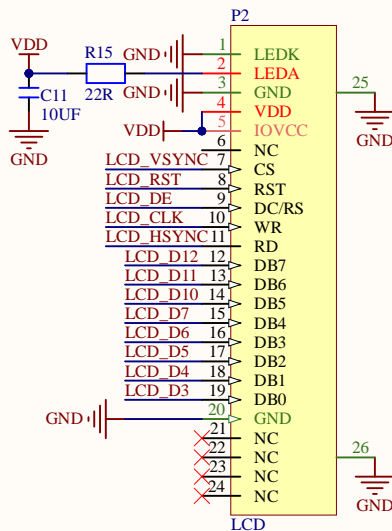 P2
VDD
R15
GND
1
LEDK
2
LEDA
C11
22R
GND
3
GND
25
10UF
4
VDD
GND
VDD
5
IOVCC
GND
6
NC
LCD_VSYNC
7
CS
LCD_RST
8
RST
LCD_DE
9
DC/RS
LCD_CLK
10
WR
LCD_HSYNC
11
RD
LCD_D12
12
DB7
LCD_D11
13
DB6
LCD_D10
14
DB5
LCD_D7
15
DB4
LCD_D6
16
DB3
LCD_D5
17
DB2
LCD_D4
18
DB1
LCD_D3
19
DB0
GND
20
GND
21
NC
22
NC
26
23
NC
24
NC
GND
LCD